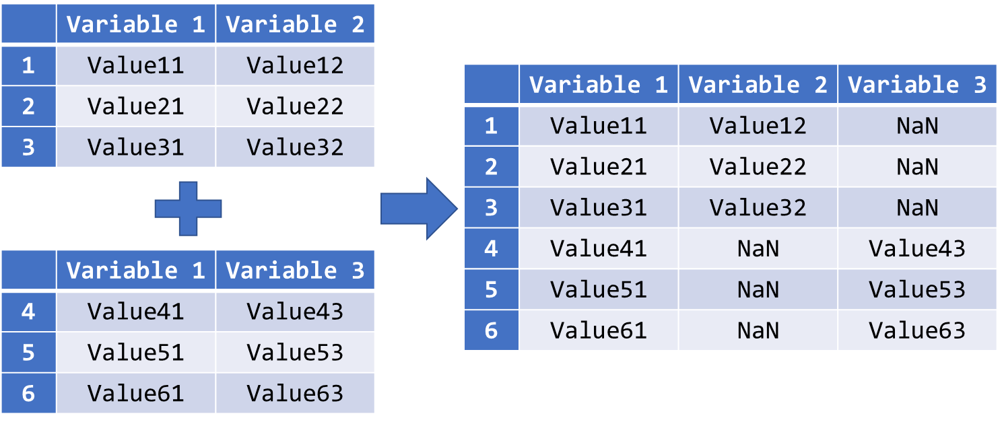 Variable 1 Variable 2
1 Value11 Value12
2 Value21 Value22
3 Value31 Value32
Variable 1 Variable 3
4 Value41 Value43
5 Value51 Value53
6 Value61 Value63
Variable 1 Variable 2 Variable 3
1 Value11 Value12 NaN
2 Value21 Value22 NaN
3 Value31 Value32 NaN
4 Value41 NaN Value43
5 Value51 NaN Value53
6 Value61 NaN Value63